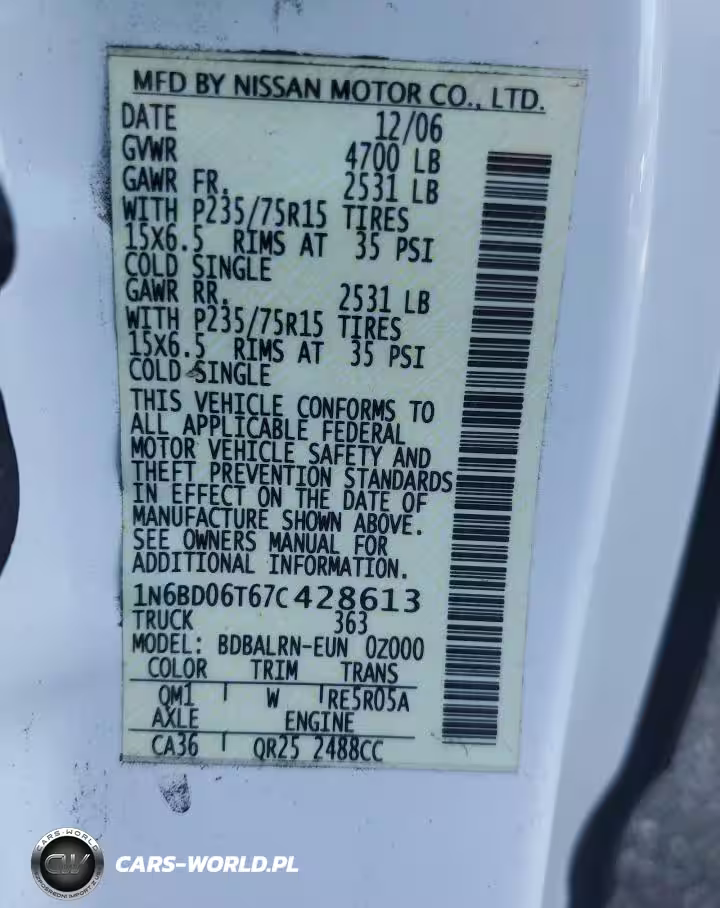 MFD BY NISSAN MOTOR CO., LTD.
DATE 12/06
GVWR 4700 LB
GAWR FR. 2531 LB
WITH P235/75R15 TIRES
15X6.5 RIMS AT 35 PSI
COLD SINGLE
GAWR RR. 2531 LB
WITH P235/75R15 TIRES
15X6.5 RIMS AT 35 PSI
COLD SINGLE
THIS VEHICLE CONFORMS TO
ALL APPLICABLE FEDERAL
MOTOR VEHICLE SAFETY AND
THEFT PREVENTION STANDARDS
IN EFFECT ON THE DATE OF
MANUFACTURE SHOWN ABOVE.
SEE OWNERS MANUAL FOR
ADDITIONAL INFORMATION.
1N6BD06T67C428613
TRUCK 363
MODEL: BDBALRN-EUN 0Z000
COLOR TRIM TRANS
QM1 W RE5R05A
AXLE ENGINE
CA36 QR25 2488CC
CARS-WORLD
CW
CARS-WORLD.PL